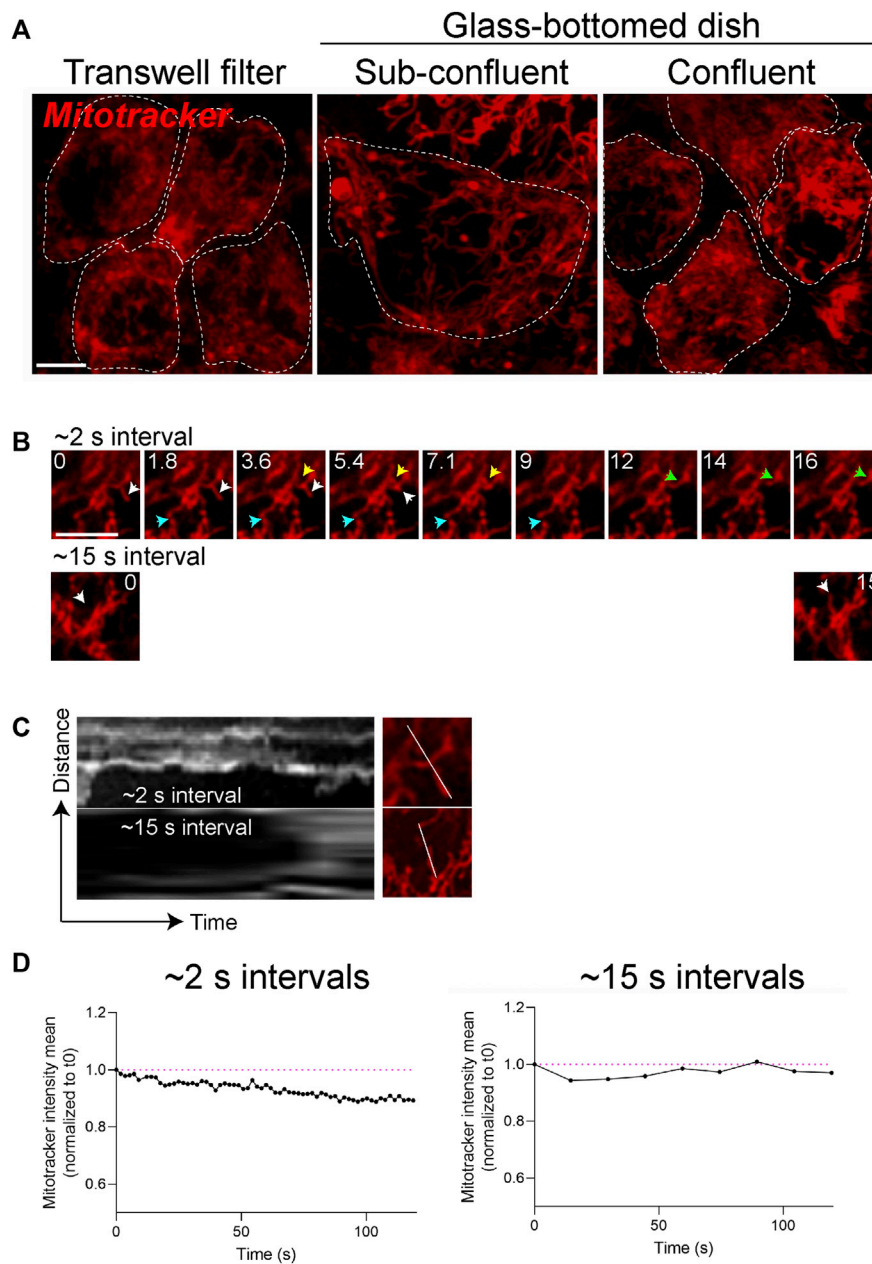 A
Glass-bottomed dish
Transwell filter
Sub-confluent
Confluent
Mitotracker
B
~2 s interval
0
1.8
3.6
5.4
7.1
9
12
14
16
~15 s interval
0
15
C
Distance
~2 s interval
~15 s interval
Time
D
~2 s intervals
Mitotracker intensity mean
(normalized to t0)
1.2
1.0
0.8
0.6
0
50
100
Time (s)
~15 s intervals
Mitotracker intensity mean
(normalized to t0)
1.2
1.0
0.8
0.6
0
50
100
Time (s)